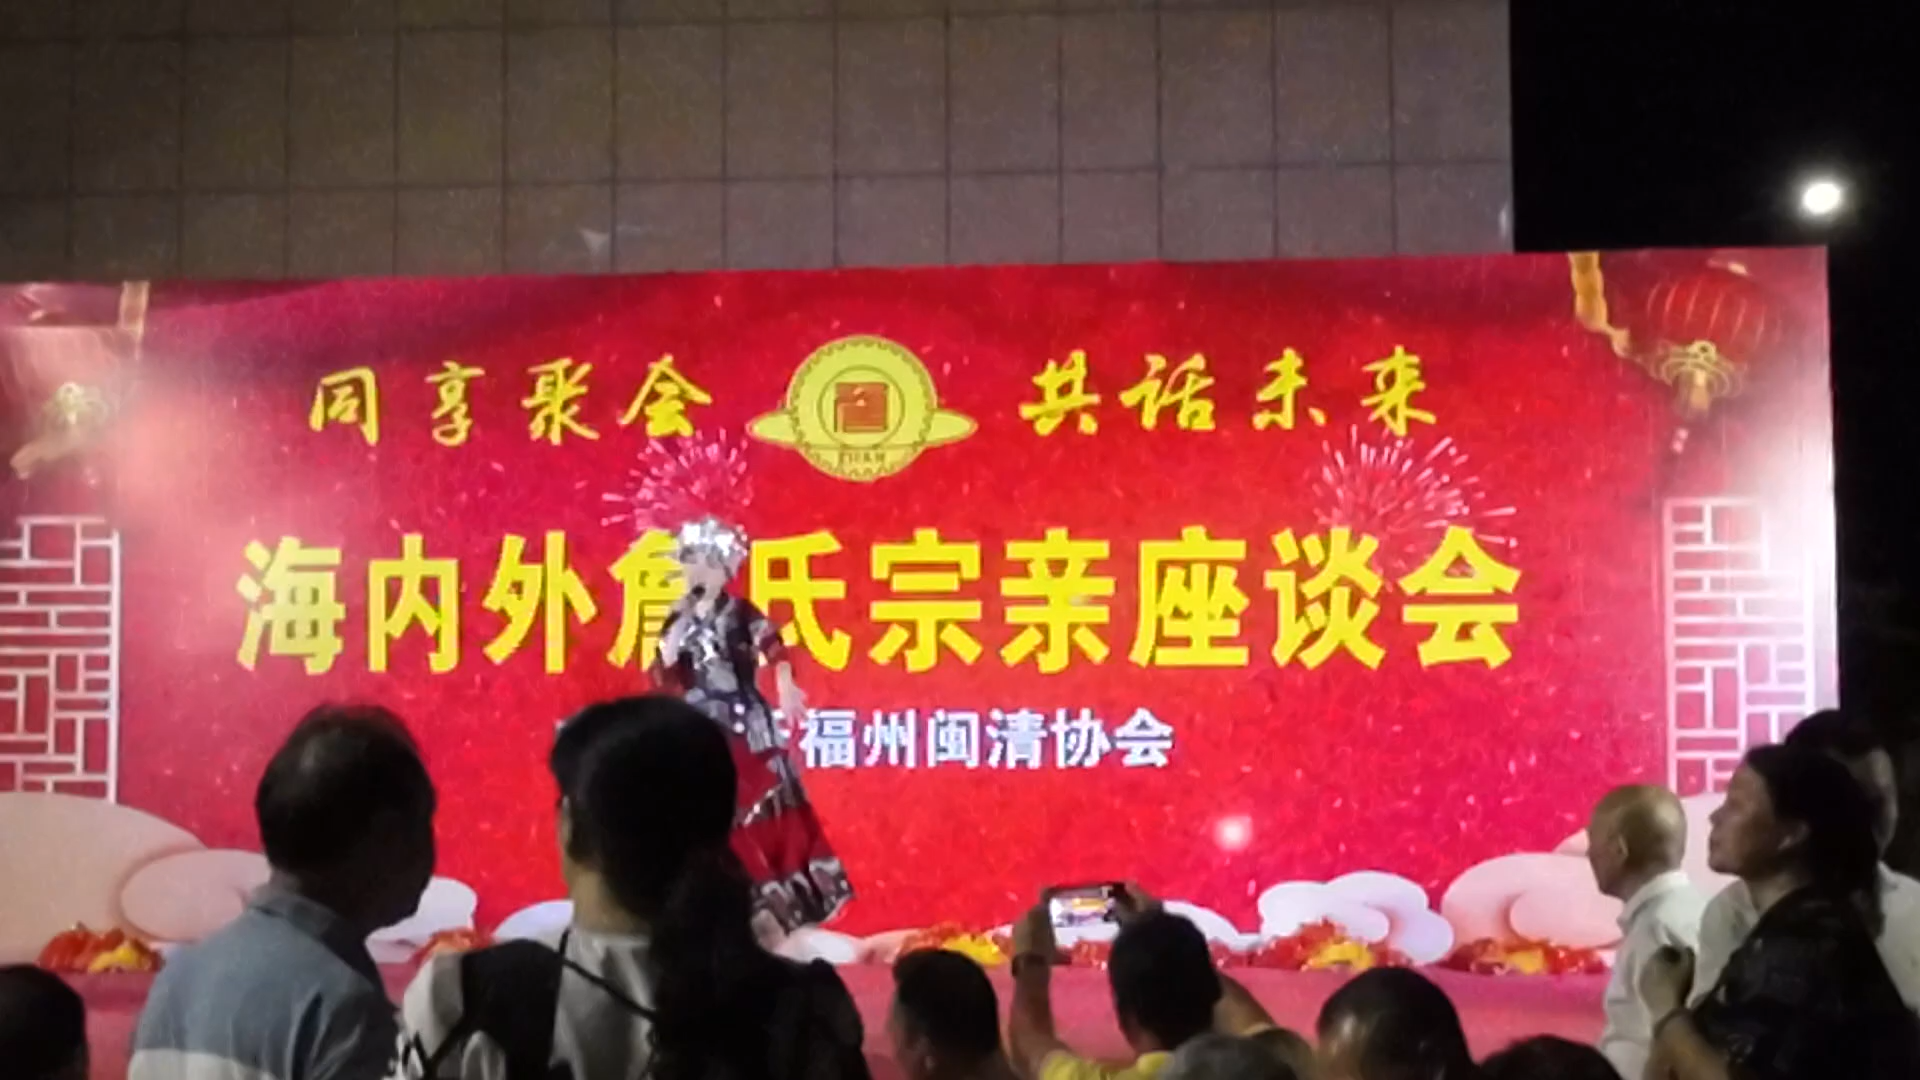 同享聚会 共话未来
海内外詹氏宗亲座谈会
福州闽清协会